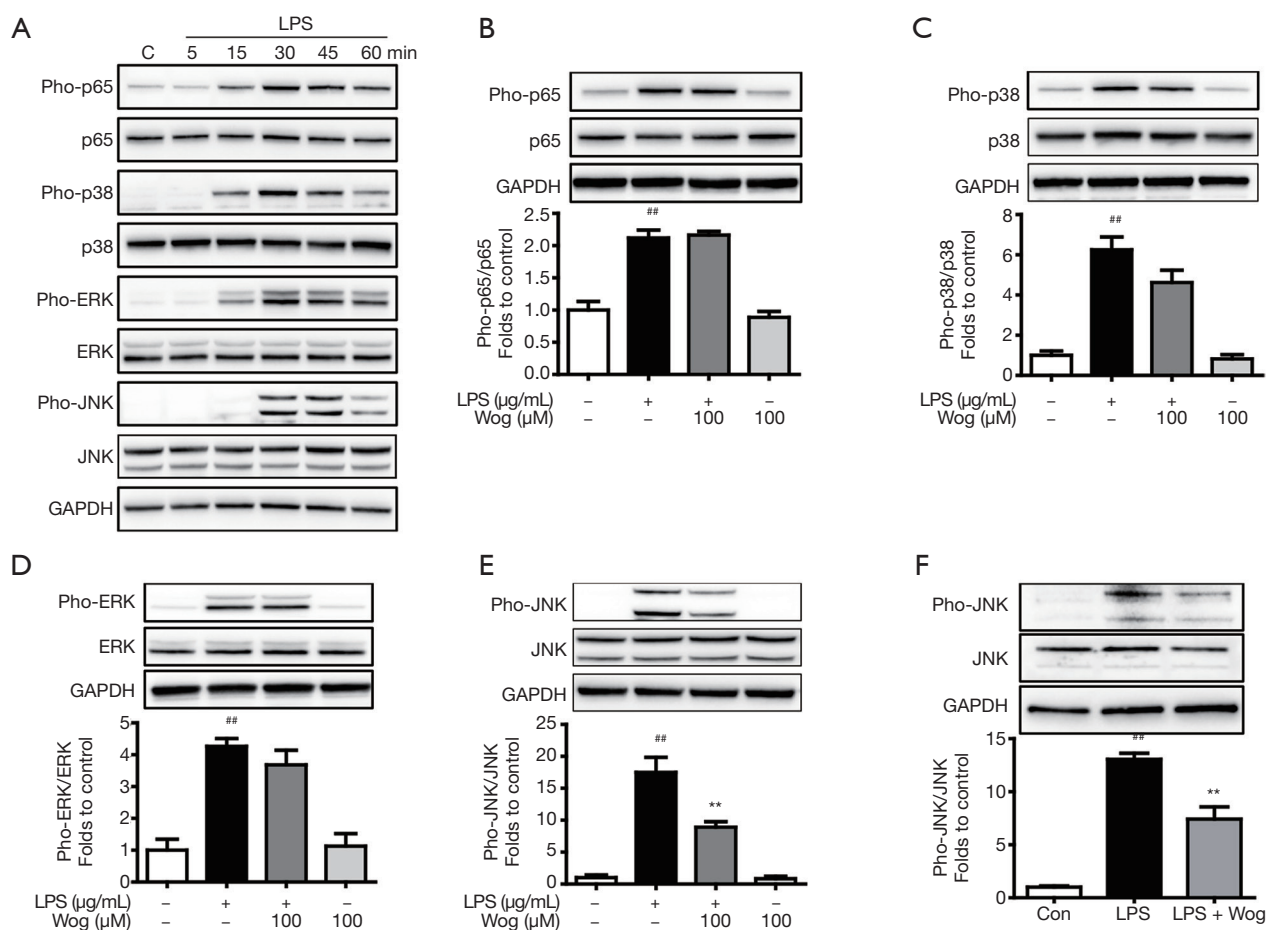 A
LPS
C 5 15 30 45 60 min
Pho-p65
p65
Pho-p38
p38
Pho-ERK
ERK
Pho-JNK
JNK
GAPDH
B
Pho-p65
p65
GAPDH
##
2.5
2.0
1.0
0.5
0.0
Pho-p65/p65
Folds to control
LPS (µg/mL) – + + –
Wog (µM) – – 100 100
C
Pho-p38
p38
GAPDH
##
8
6
4
2
0
Pho-p38/p38
Folds to control
LPS (µg/mL) – + + –
Wog (µM) – – 100 100
D
Pho-ERK
ERK
GAPDH
##
5
4
3
2
1
0
Pho-ERK/ERK
Folds to control
LPS (µg/mL) – + + –
Wog (µM) – – 100 100
E
Pho-JNK
JNK
GAPDH
##
**
25
20
15
10
5
0
Pho-JNK/JNK
Folds to control
LPS (µg/mL) – + + –
Wog (µM) – – 100 100
F
Pho-JNK
JNK
GAPDH
##
**
15
10
5
0
Pho-JNK/JNK
Folds to control
Con LPS LPS + Wog